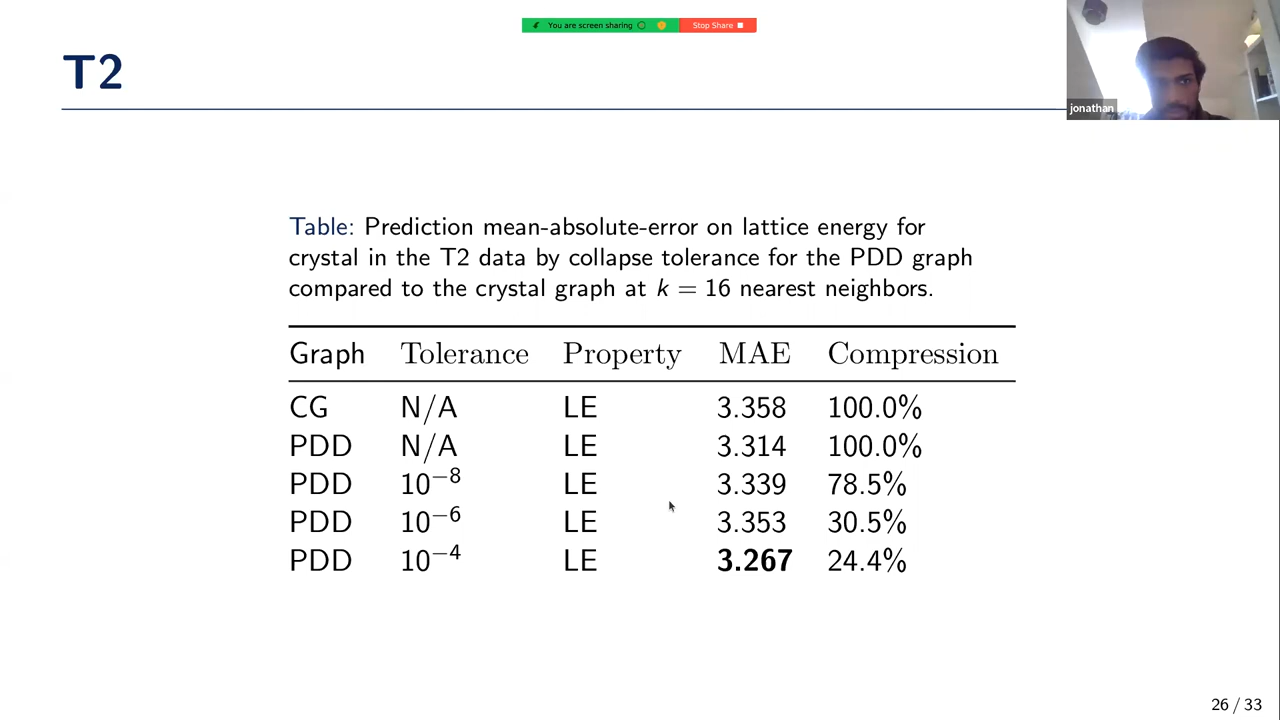 You are screen sharing
Stop Share
T2
jonathan
Table: Prediction mean-absolute-error on lattice energy for
crystal in the T2 data by collapse tolerance for the PDD graph
compared to the crystal graph at k = 16 nearest neighbors.
Graph Tolerance Property MAE Compression
CG N/A LE 3.358 100.0%
PDD N/A LE 3.314 100.0%
PDD 10⁻⁸ LE 3.339 78.5%
PDD 10⁻⁶ LE 3.353 30.5%
PDD 10⁻⁴ LE 3.267 24.4%
26 / 33